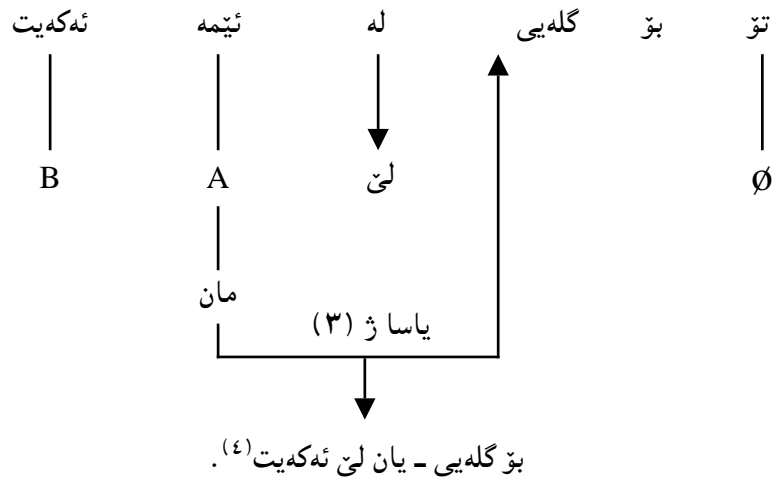 تۆ بۆ گلەیی لە ئێمە ئەکەیت
Ø لێ A B
مان
یاسا ژ (٣)
بۆ گلەیی ـ یان لێ ئەکەیت(٤).